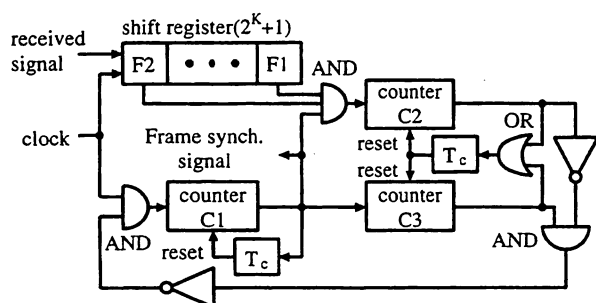 shift register(2^K+1)
received
signal
F2 • • • F1
AND
counter
C2
OR
clock
Frame synch.
signal
reset
T_c
reset
counter
C1
counter
C3
AND
reset
T_c
AND